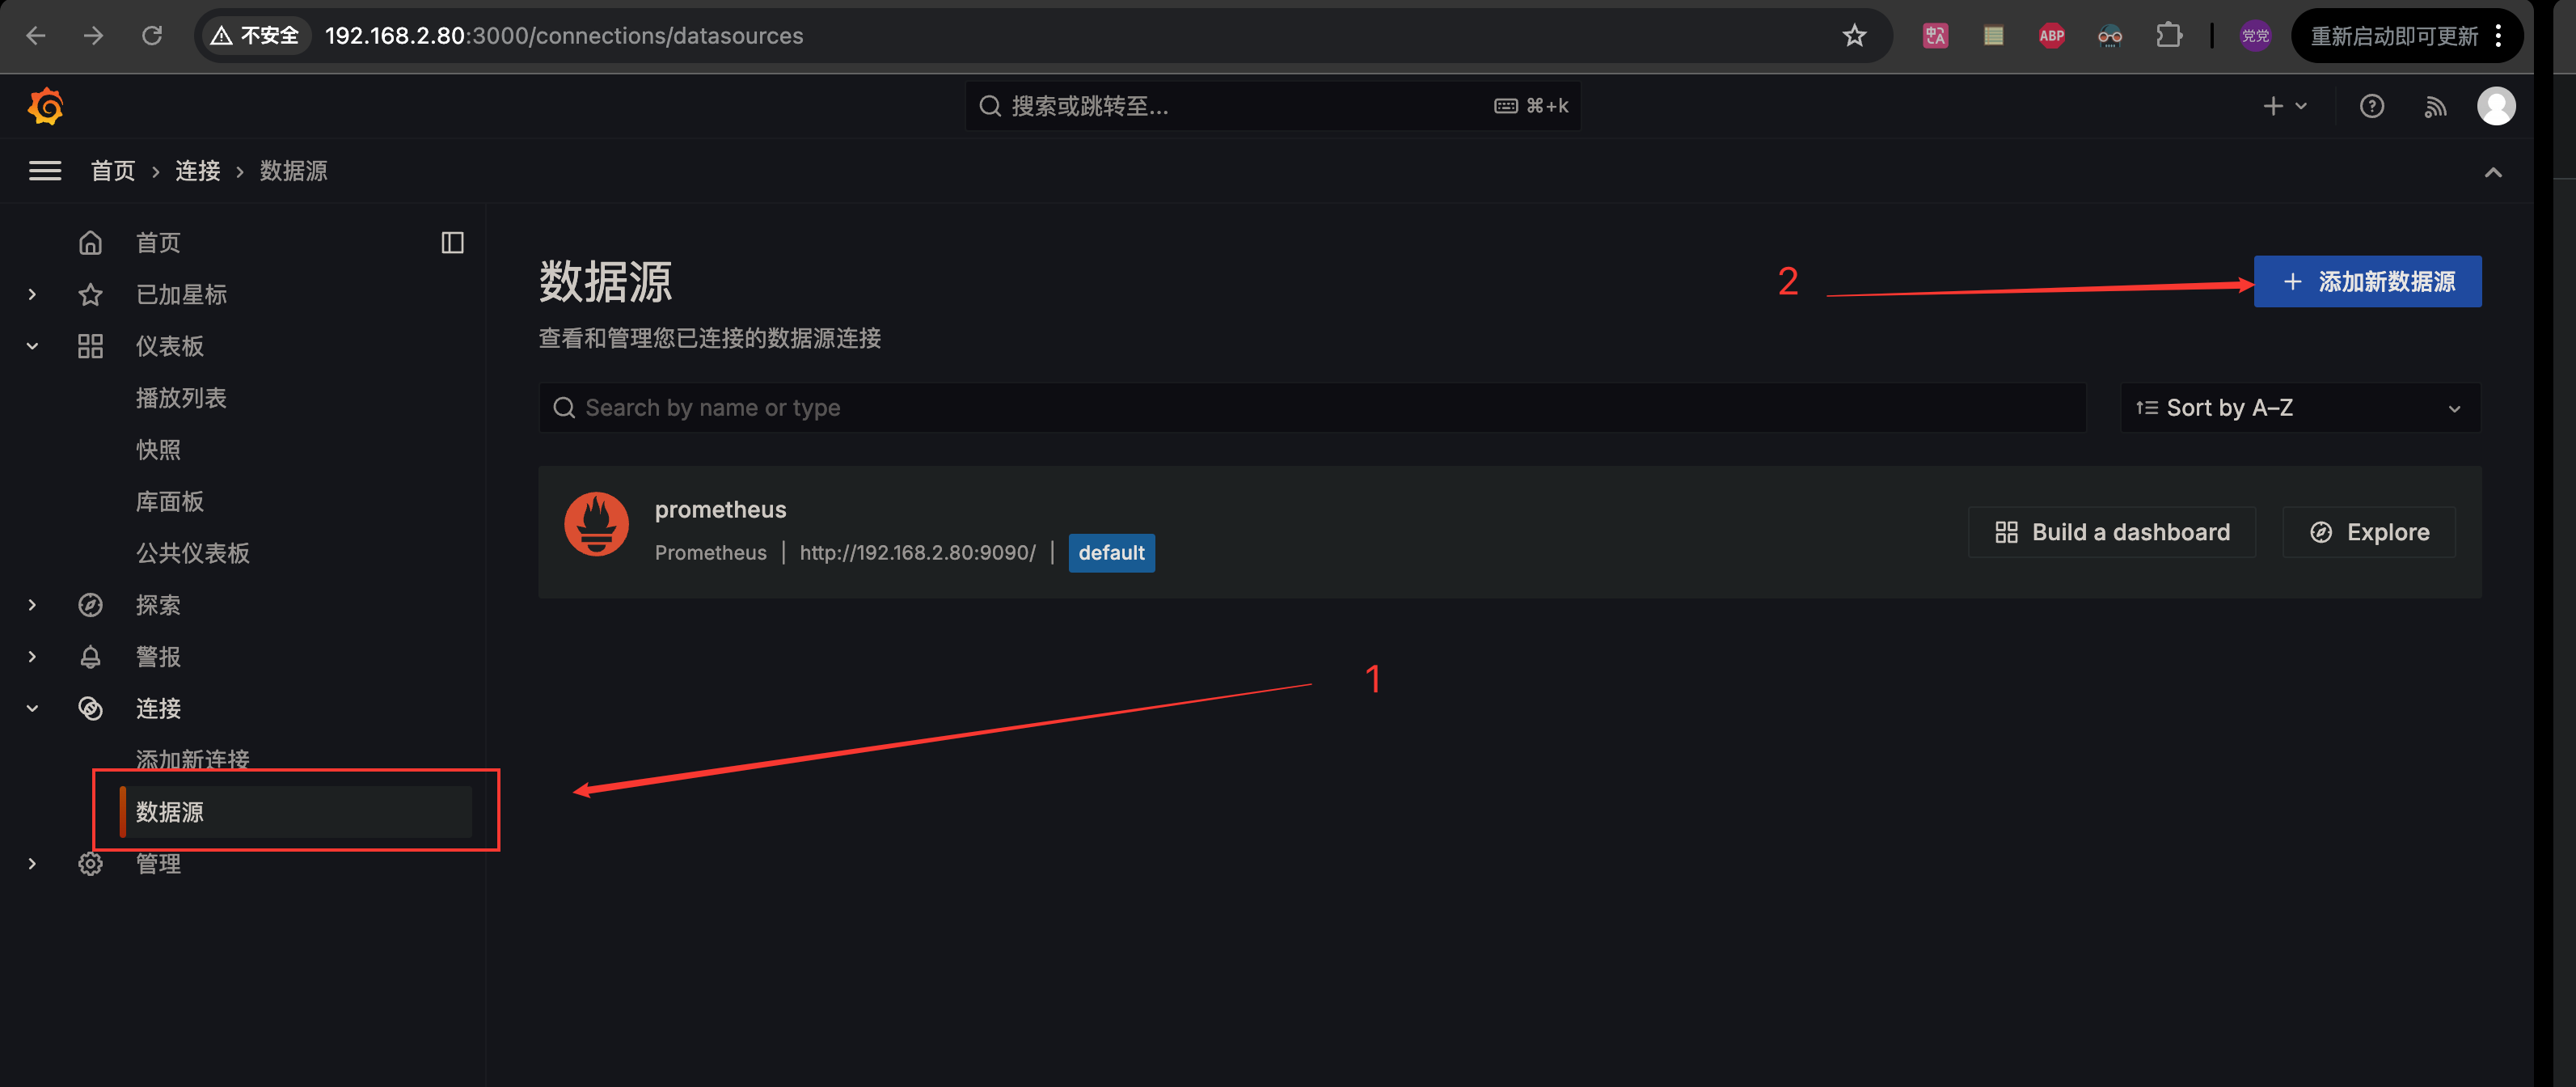 不安全 192.168.2.80:3000/connections/datasources 中A ABP 党党 重新启动即可更新
搜索或跳转至... ⌘+k
首页 › 连接 › 数据源
首页
已加星标
仪表板
播放列表
快照
库面板
公共仪表板
探索
警报
连接
添加新连接
数据源
管理
数据源
2
+ 添加新数据源
查看和管理您已连接的数据源连接
Search by name or type
Sort by A–Z
prometheus
Prometheus | http://192.168.2.80:9090/ | default
Build a dashboard
Explore
1